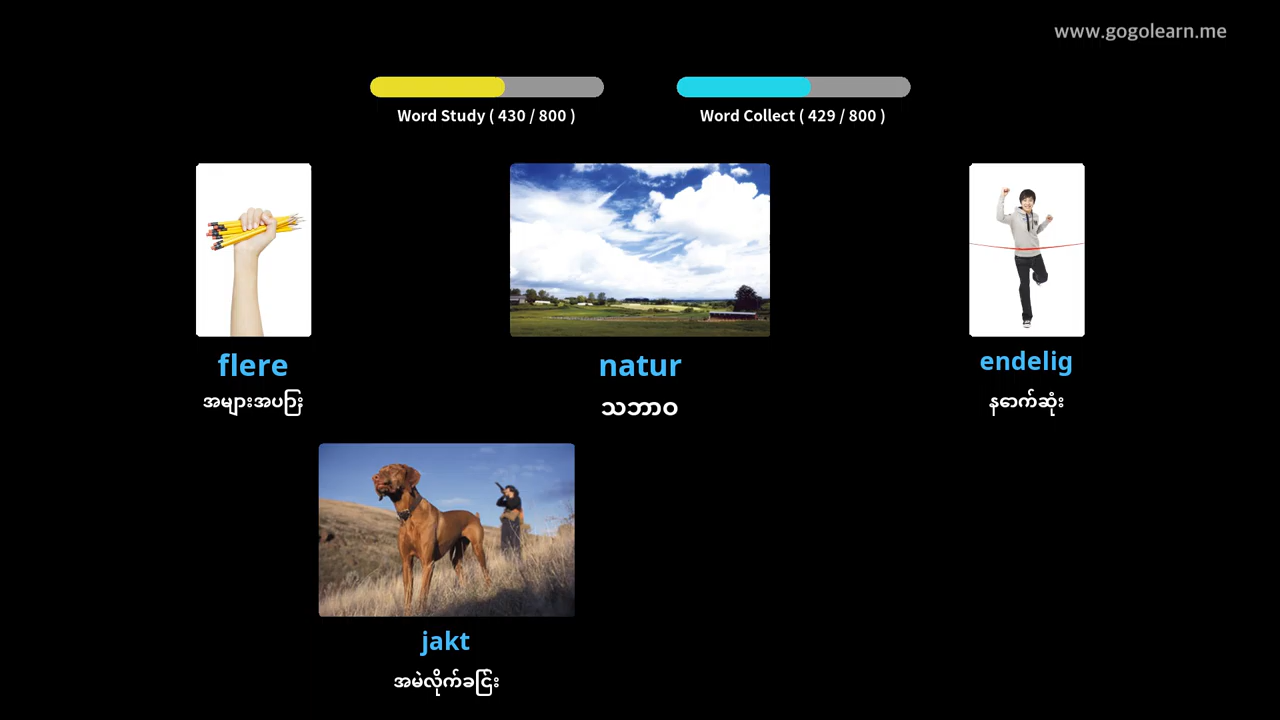 www.gogolearn.me
Word Study ( 430 / 800 )
Word Collect ( 429 / 800 )
flere
natur
endelig
အများအပြား
သဘာဝ
နောက်ဆုံး
jakt
အမဲလိုက်ခြင်း